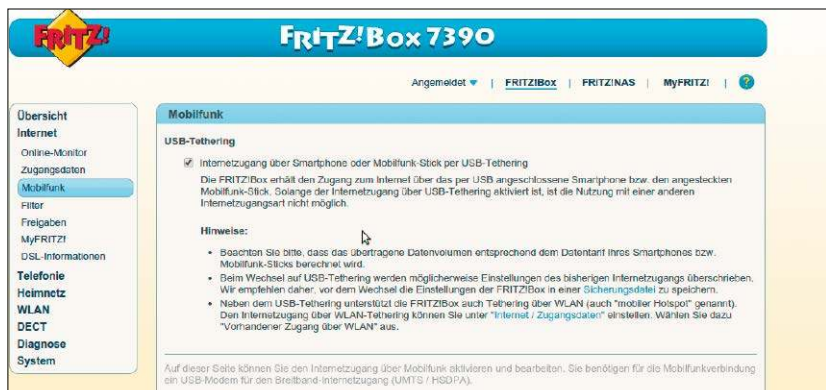 FRITZ!
FRITZ!Box 7390
Angemeldet | FRITZ!Box | FRITZ!NAS | MyFRITZ! | ?
Übersicht
Internet
Online-Monitor
Zugangsdaten
Mobilfunk
Filter
Freigaben
MyFRITZ!
DSL-Informationen
Telefonie
Heimnetz
WLAN
DECT
Diagnose
System
Mobilfunk
USB-Tethering
Internetzugang über Smartphone oder Mobilfunk-Stick per USB-Tethering
Die FRITZ!Box erhält den Zugang zum Internet über das per USB angeschlossene Smartphone bzw. den angesteckten
Mobilfunk-Stick. Solange der Internetzugang über USB-Tethering aktiviert ist, ist die Nutzung mit einer anderen
Internetzugangsart nicht möglich.
Hinweise:
• Beachten Sie bitte, dass das übertragene Datenvolumen entsprechend dem Datentarif Ihres Smartphones bzw.
Mobilfunk-Sticks berechnet wird.
• Beim Wechsel auf USB-Tethering werden möglicherweise Einstellungen des bisherigen Internetzugangs überschrieben.
Wir empfehlen daher, vor dem Wechsel die Einstellungen der FRITZ!Box in einer Sicherungsdatei zu speichern.
• Neben dem USB-Tethering unterstützt die FRITZ!Box auch Tethering über WLAN (auch "mobiler Hotspot" genannt).
Den Internetzugang über WLAN-Tethering können Sie unter "Internet / Zugangsdaten" einstellen. Wählen Sie dazu
"Vorhandener Zugang über WLAN" aus.
Auf dieser Seite können Sie den Internetzugang über Mobilfunk aktivieren und bearbeiten. Sie benötigen für die Mobilfunkverbindung
ein USB-Modem für den Breitband-Internetzugang (UMTS / HSDPA).